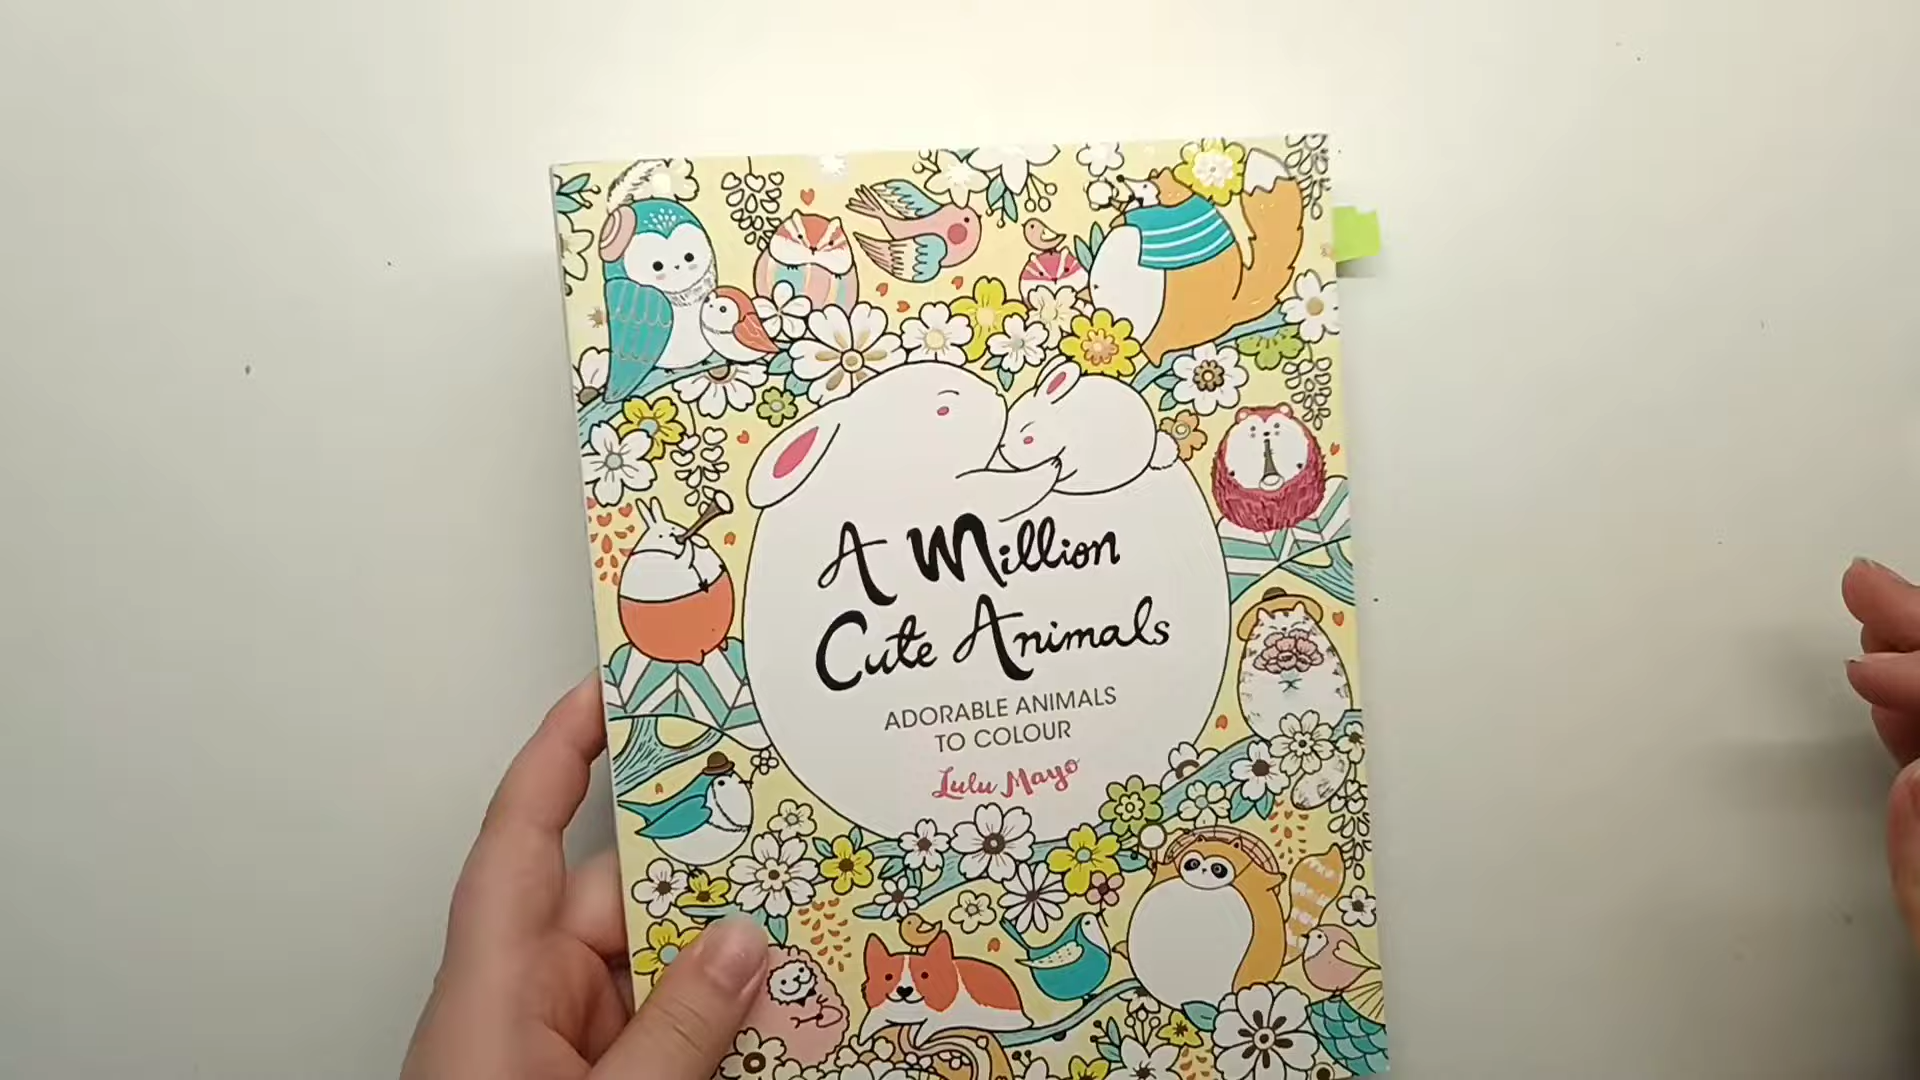 A Million
Cute Animals
ADORABLE ANIMALS
TO COLOUR
Lulu Mayo